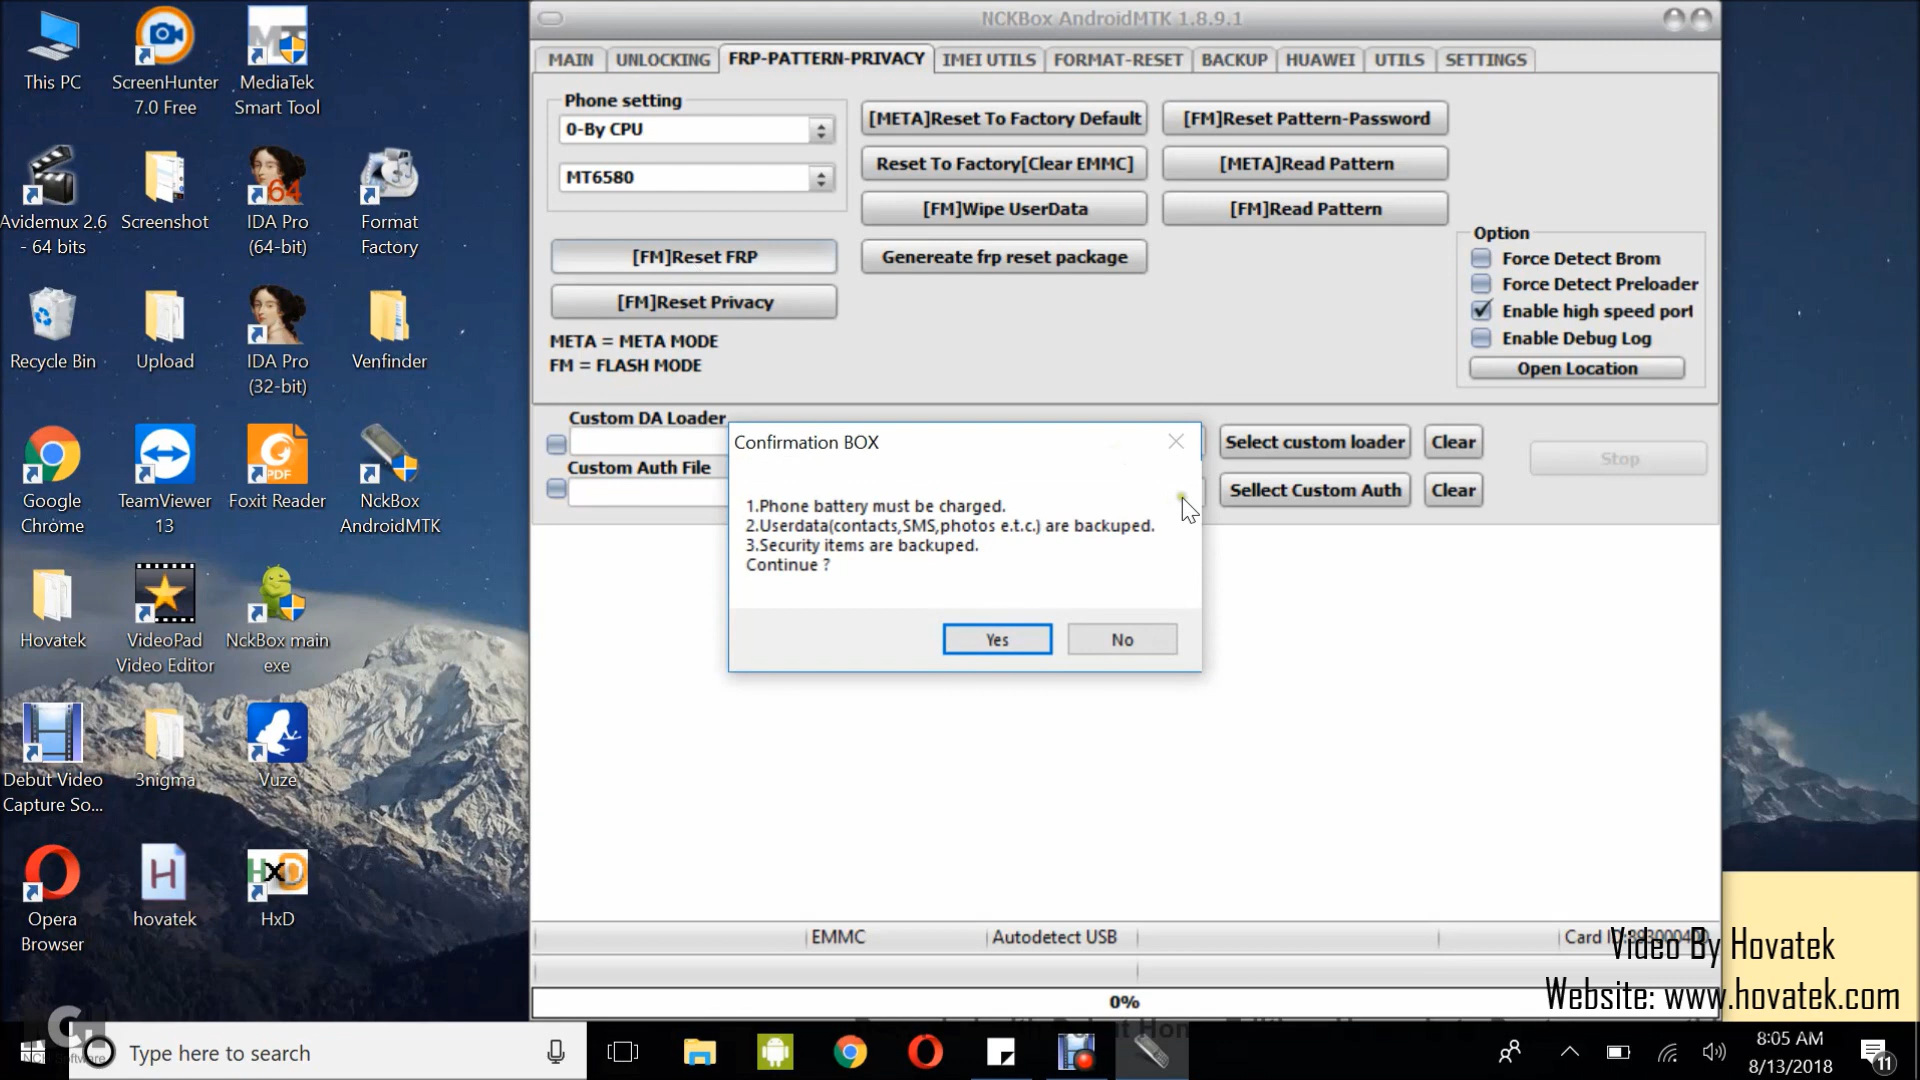 This PC
ScreenHunter
7.0 Free
MediaTek
Smart Tool
Avidemux 2.6
- 64 bits
Screenshot
IDA Pro
(64-bit)
64
Format
Factory
Recycle Bin
Upload
IDA Pro
(32-bit)
Venfinder
Google
Chrome
TeamViewer
13
PDF
Foxit Reader
NckBox
AndroidMTK
Hovatek
VideoPad
Video Editor
NckBox main
exe
Debut Video
Capture So...
3nigma
Vuze
Opera
Browser
H
hovatek
HxD
HxD
NCKBox AndroidMTK 1.8.9.1
MAIN
UNLOCKING
FRP-PATTERN-PRIVACY
IMEI UTILS
FORMAT-RESET
BACKUP
HUAWEI
UTILS
SETTINGS
Phone setting
0-By CPU
MT6580
[META]Reset To Factory Default
[FM]Reset Pattern-Password
Reset To Factory[Clear EMMC]
[META]Read Pattern
[FM]Wipe UserData
[FM]Read Pattern
[FM]Reset FRP
Genereate frp reset package
[FM]Reset Privacy
META = META MODE
FM = FLASH MODE
Option
Force Detect Brom
Force Detect Preloader
Enable high speed port
Enable Debug Log
Open Location
Custom DA Loader
Select custom loader
Clear
Custom Auth File
Sellect Custom Auth
Clear
Stop
Confirmation BOX
1.Phone battery must be charged.
2.Userdata(contacts,SMS,photos e.t.c.) are backuped.
3.Security items are backuped.
Continue ?
Yes
No
EMMC
Autodetect USB
Card
0%
Video By Hovatek
Website: www.hovatek.com
Type here to search
8:05 AM
8/13/2018
11